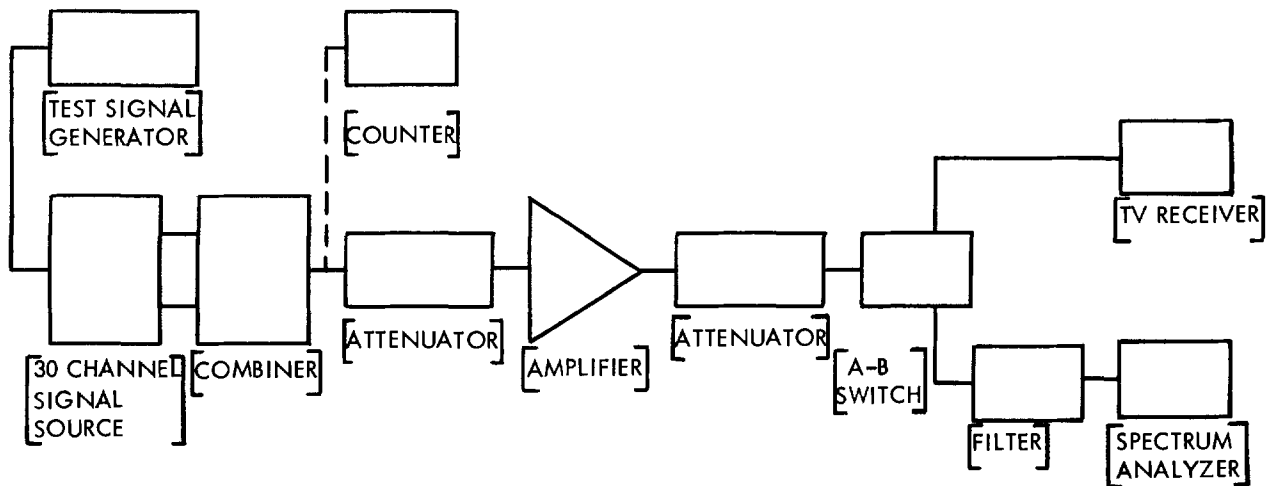 TEST SIGNAL
GENERATOR
COUNTER
TV RECEIVER
30 CHANNEL
SIGNAL
SOURCE
COMBINER
ATTENUATOR
AMPLIFIER
ATTENUATOR
A-B
SWITCH
FILTER
SPECTRUM
ANALYZER